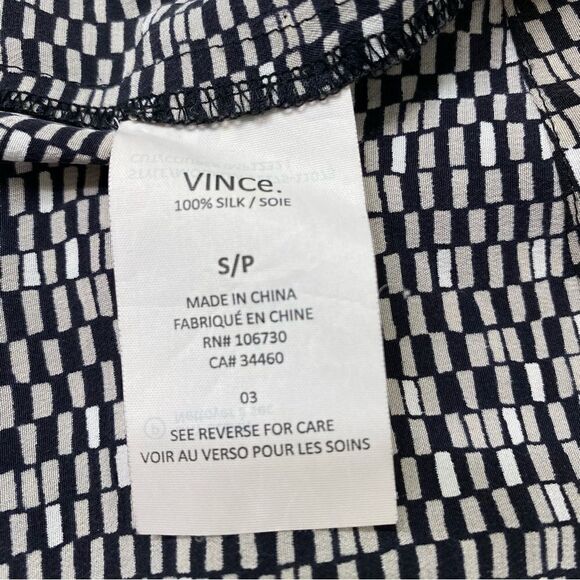 VINCe.
100% SILK / SOIE
S/P
MADE IN CHINA
FABRIQUÉ EN CHINE
RN# 106730
CA# 34460
03
SEE REVERSE FOR CARE
VOIR AU VERSO POUR LES SOINS